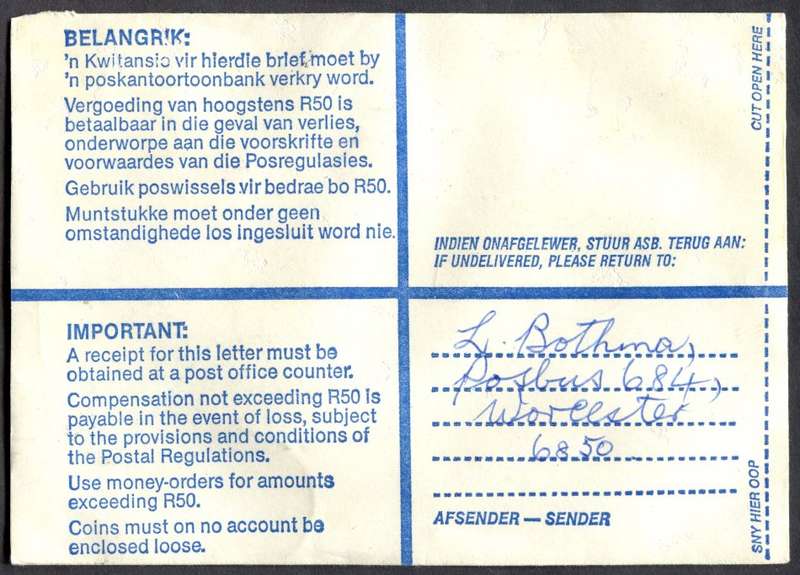 BELANGRIK:
'n Kwitansie vir hierdie brief moet by
'n poskantoortoonbank verkry word.
Vergoeding van hoogstens R50 is
betaalbaar in die geval van verlies,
onderworpe aan die voorskrifte en
voorwaardes van die Posregulasies.
Gebruik poswissels vir bedrae bo R50.
Muntstukke moet onder geen
omstandighede los ingesluit word nie.
IMPORTANT:
A receipt for this letter must be
obtained at a post office counter.
Compensation not exceeding R50 is
payable in the event of loss, subject
to the provisions and conditions of
the Postal Regulations.
Use money-orders for amounts
exceeding R50.
Coins must on no account be
enclosed loose.
INDIEN ONAFGELEWER, STUUR ASB. TERUG AAN:
IF UNDELIVERED, PLEASE RETURN TO:
L. Bothma,
Posbus 684,
Worcester
6850.
AFSENDER — SENDER
CUT OPEN HERE
SNY HIER OOP